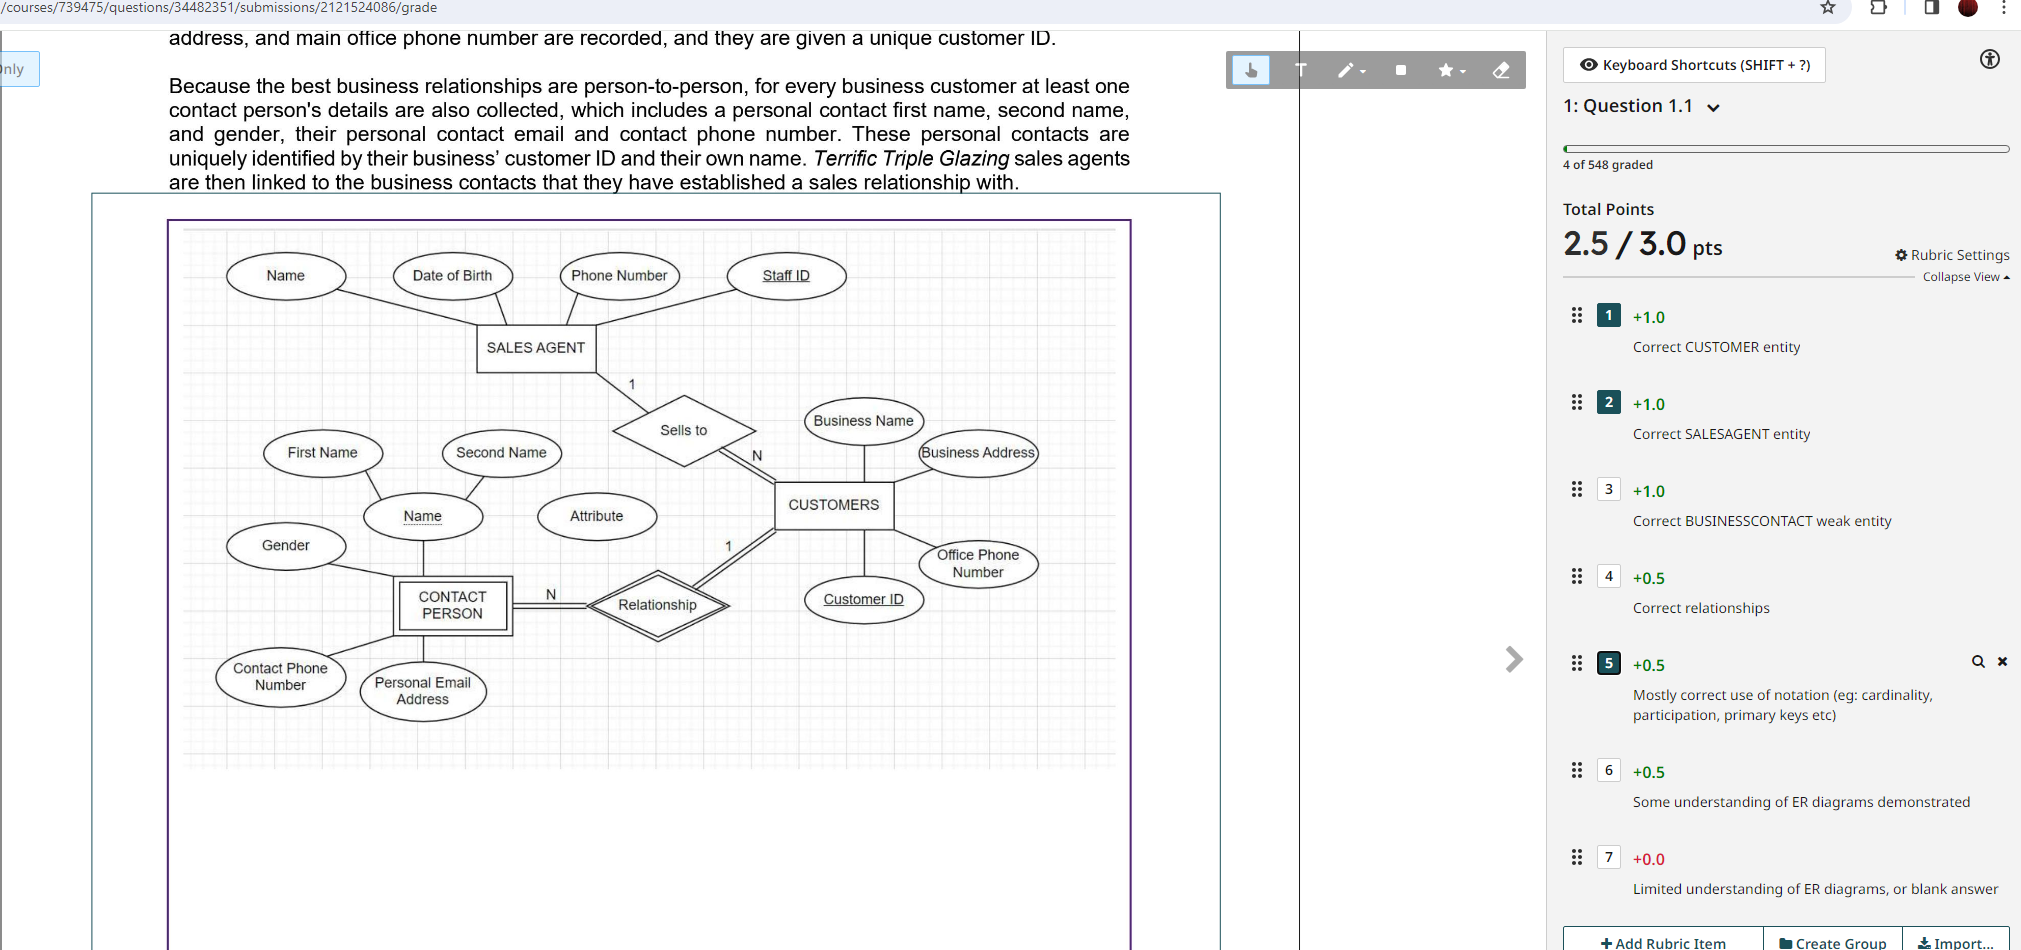 /courses/739475/questions/34482351/submissions/2121524086/grade
address, and main office phone number are recorded, and they are given a unique customer ID.
Only
Because the best business relationships are person-to-person, for every business customer at least one
contact person's details are also collected, which includes a personal contact first name, second name,
and gender, their personal contact email and contact phone number. These personal contacts are
uniquely identified by their business' customer ID and their own name. Terrific Triple Glazing sales agents
are then linked to the business contacts that they have established a sales relationship with.
T
Name
Date of Birth
Phone Number
Staff ID
SALES AGENT
1
Sells to
N
Business Name
Business Address
First Name
Second Name
Name
Attribute
CUSTOMERS
Gender
1
Office Phone
Number
CONTACT
PERSON
N
Relationship
Customer ID
Contact Phone
Number
Personal Email
Address
Keyboard Shortcuts (SHIFT + ?)
1: Question 1.1
4 of 548 graded
Total Points
2.5 / 3.0 pts
Rubric Settings
Collapse View
1 +1.0
Correct CUSTOMER entity
2 +1.0
Correct SALESAGENT entity
3 +1.0
Correct BUSINESSCONTACT weak entity
4 +0.5
Correct relationships
5 +0.5
Mostly correct use of notation (eg: cardinality,
participation, primary keys etc)
6 +0.5
Some understanding of ER diagrams demonstrated
7 +0.0
Limited understanding of ER diagrams, or blank answer
+ Add Rubric Item
Create Group
Import...